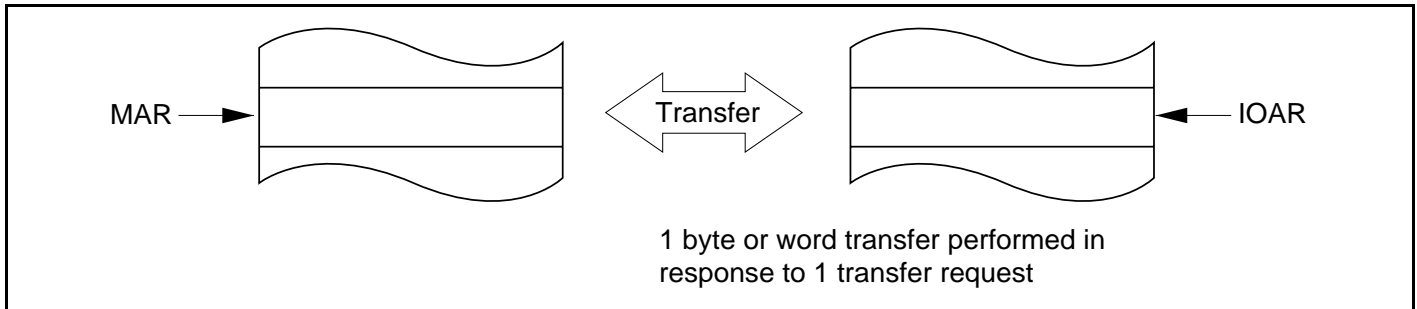 MAR
Transfer
IOAR
1 byte or word transfer performed in
response to 1 transfer request